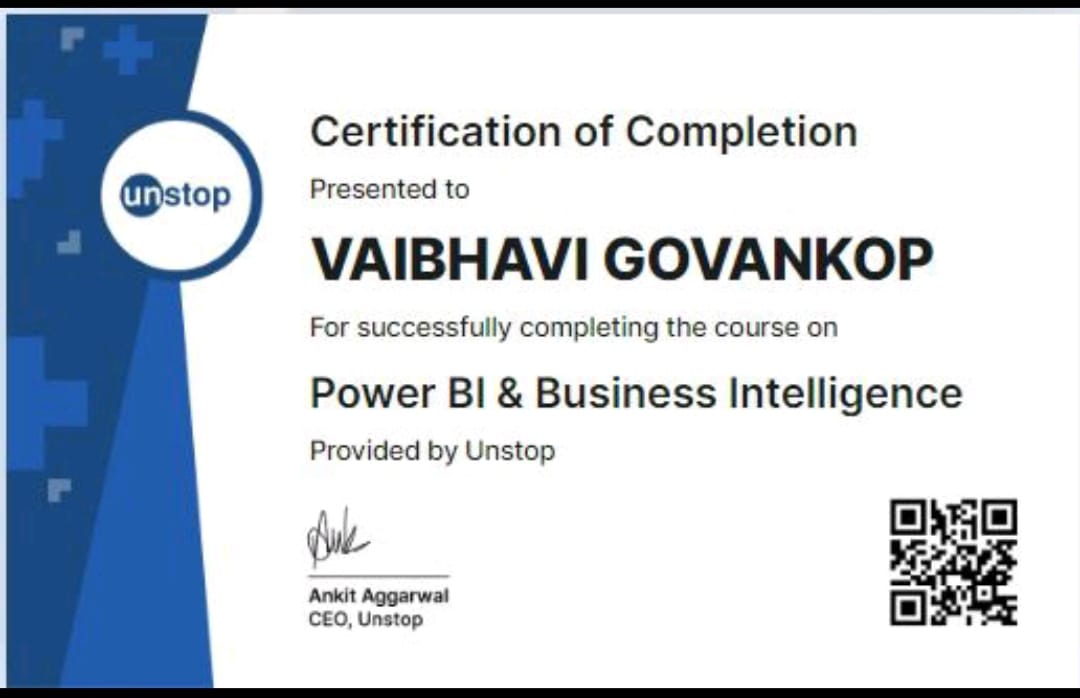 unstop
Certification of Completion
Presented to
VAIBHAVI GOVANKOP
For successfully completing the course on
Power BI & Business Intelligence
Provided by Unstop
Ankit Aggarwal
CEO, Unstop